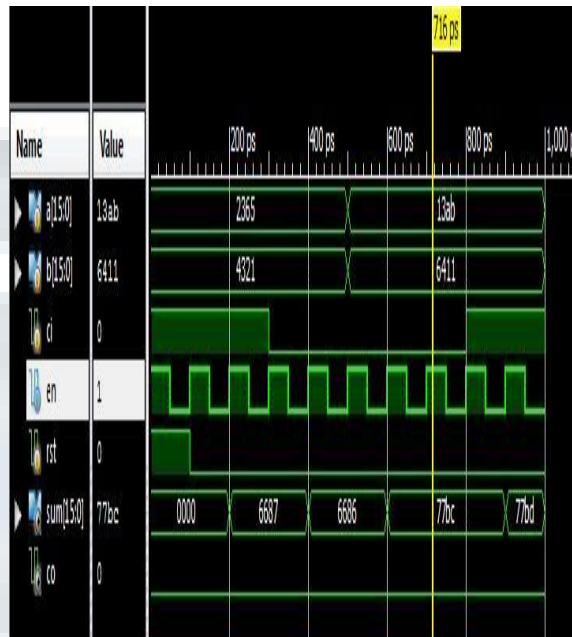 716 ps
Name Value 200 ps 400 ps 600 ps 800 ps 1,000 ps
a[15:0] 13ab 2365 13ab
b[15:0] 6411 4321 6411
ci 0
en 1
rst 0
sum[15:0] 77bc 0000 6687 6686 77bc 77bd
co 0